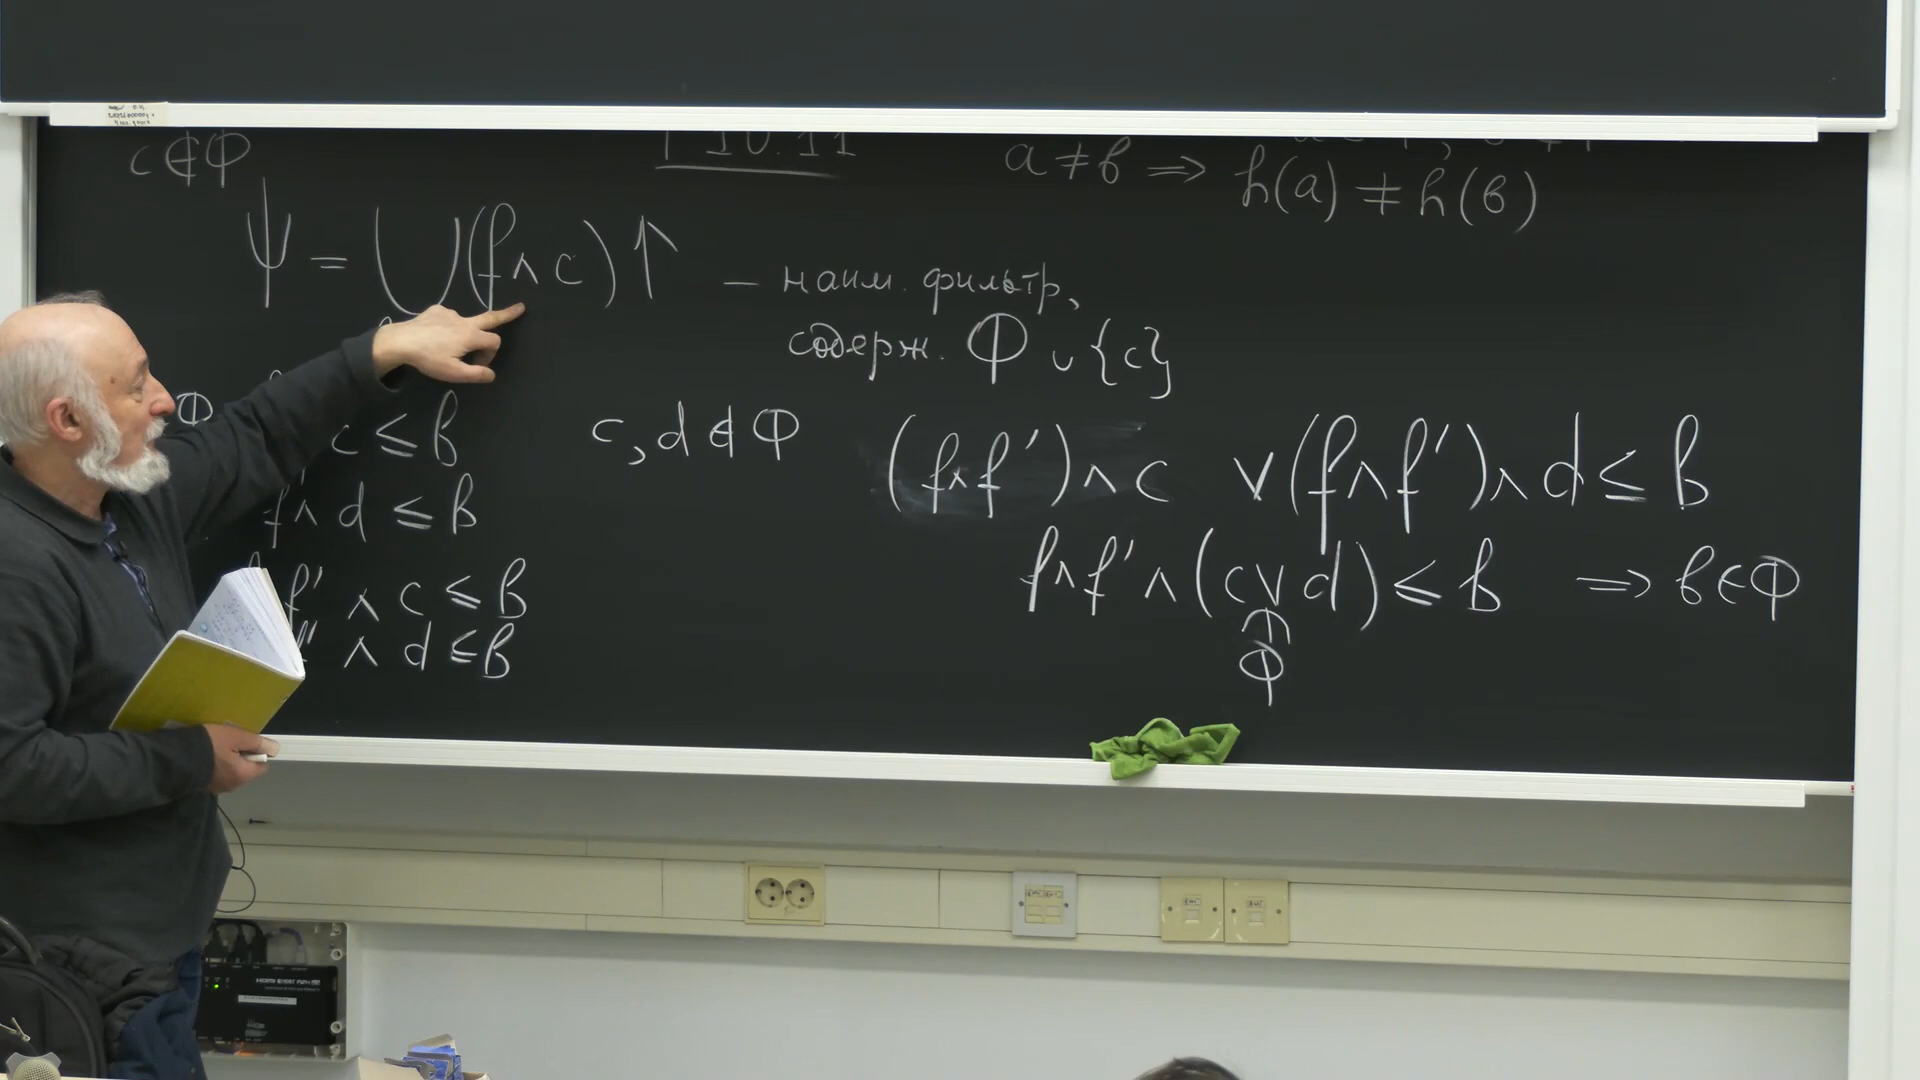 c ∉ Φ
T 10.11
a ≠ b ⇒ h(a) ≠ h(b)
Ψ = ⋃(f∧c)↑ — наим. фильтр,
содерж. Φ ∪ {c}
Φ
c ≤ b
f'∧ d ≤ b
f' ∧ c ≤ b
∧ d ≤ b
c, d ∉ Φ
(f∧f')∧c ∨ (f∧f')∧d ≤ b
f∧f'∧(c∨d) ≤ b ⇒ b∈Φ
Φ